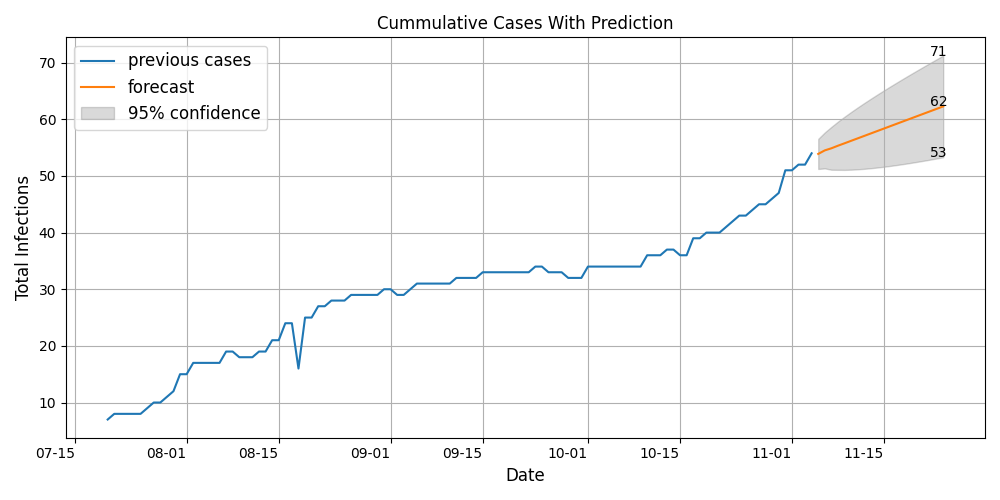 Cummulative Cases With Prediction
previous cases
forecast
95% confidence
71
62
53
Total Infections
70
60
50
40
30
20
10
07-15 08-01 08-15 09-01 09-15 10-01 10-15 11-01 11-15
Date